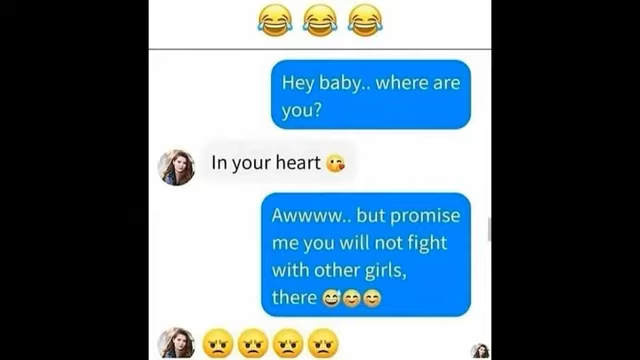 😂 😂 😂
Hey baby.. where are
you?
In your heart 😘
Awwww.. but promise
me you will not fight
with other girls,
there 😅😊😊
😠😠😠😠